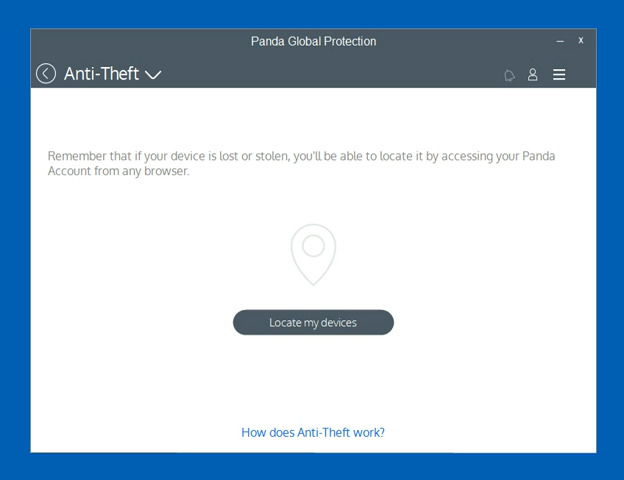 Panda Global Protection
Anti-Theft
Remember that if your device is lost or stolen, you'll be able to locate it by accessing your Panda
Account from any browser.
Locate my devices
How does Anti-Theft work?